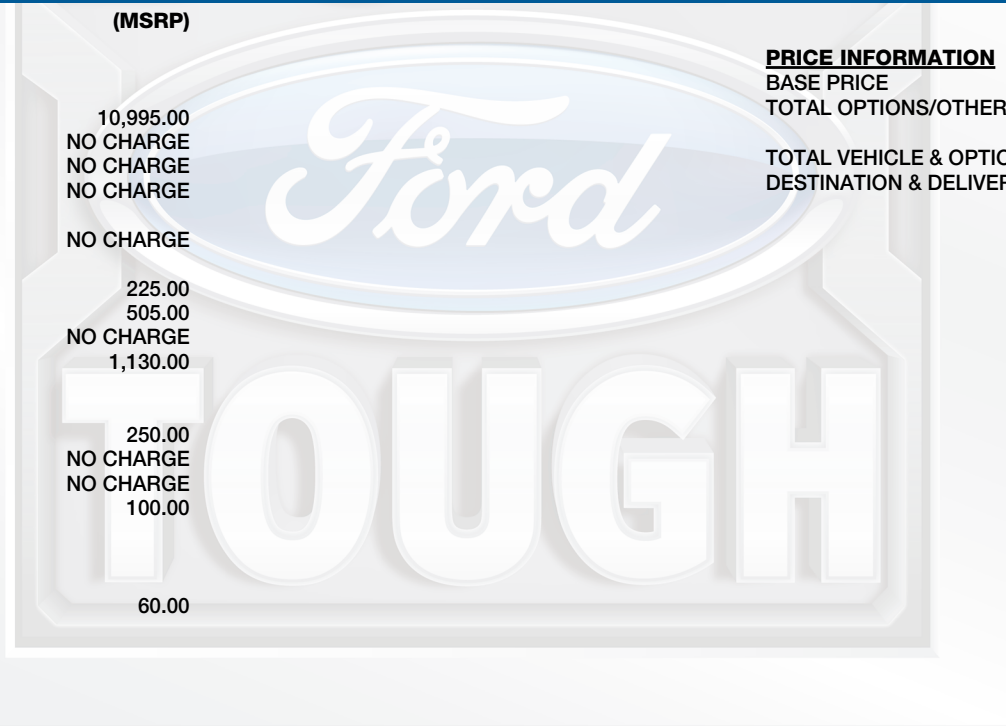 (MSRP)
10,995.00
NO CHARGE
NO CHARGE
NO CHARGE
NO CHARGE
225.00
505.00
NO CHARGE
1,130.00
250.00
NO CHARGE
NO CHARGE
100.00
60.00
PRICE INFORMATION
BASE PRICE
TOTAL OPTIONS/OTHER
TOTAL VEHICLE & OPTIO
DESTINATION & DELIVER
Ford
TOUGH